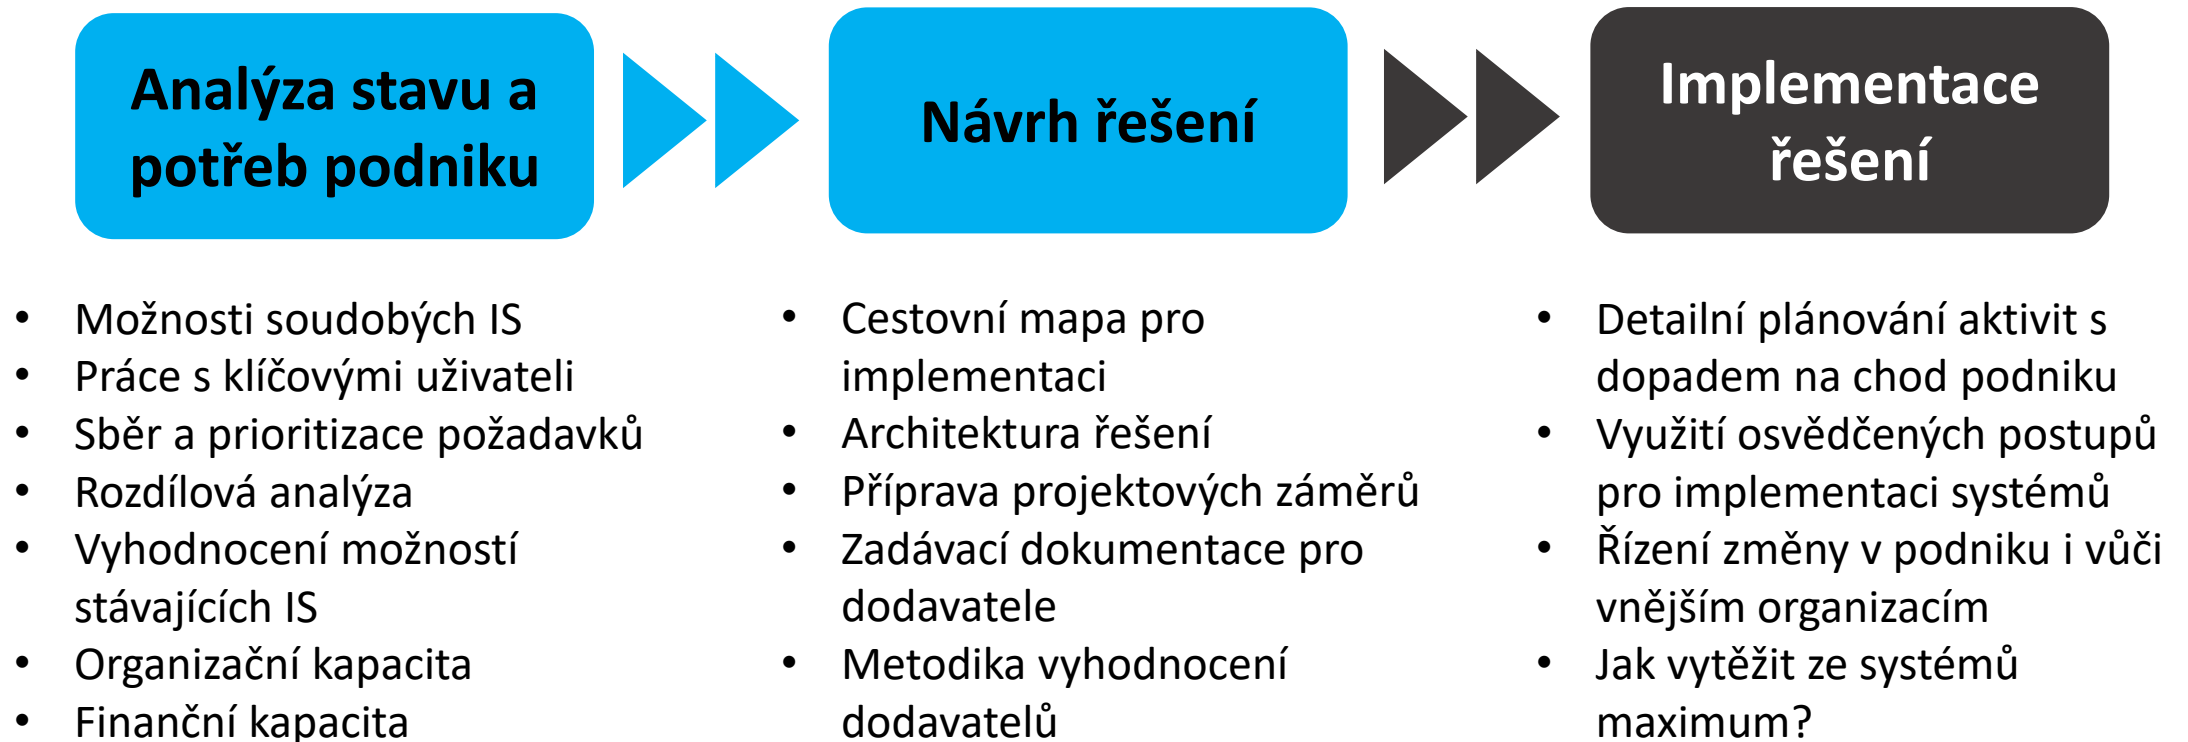 Analýza stavu a
potřeb podniku
Návrh řešení
Implementace
řešení
• Možnosti soudobých IS
• Práce s klíčovými uživateli
• Sběr a prioritizace požadavků
• Rozdílová analýza
• Vyhodnocení možností
stávajících IS
• Organizační kapacita
• Finanční kapacita
• Cestovní mapa pro
implementaci
• Architektura řešení
• Příprava projektových záměrů
• Zadávací dokumentace pro
dodavatele
• Metodika vyhodnocení
dodavatelů
• Detailní plánování aktivit s
dopadem na chod podniku
• Využití osvědčených postupů
pro implementaci systémů
• Řízení změny v podniku i vůči
vnějším organizacím
• Jak vytěžit ze systémů
maximum?